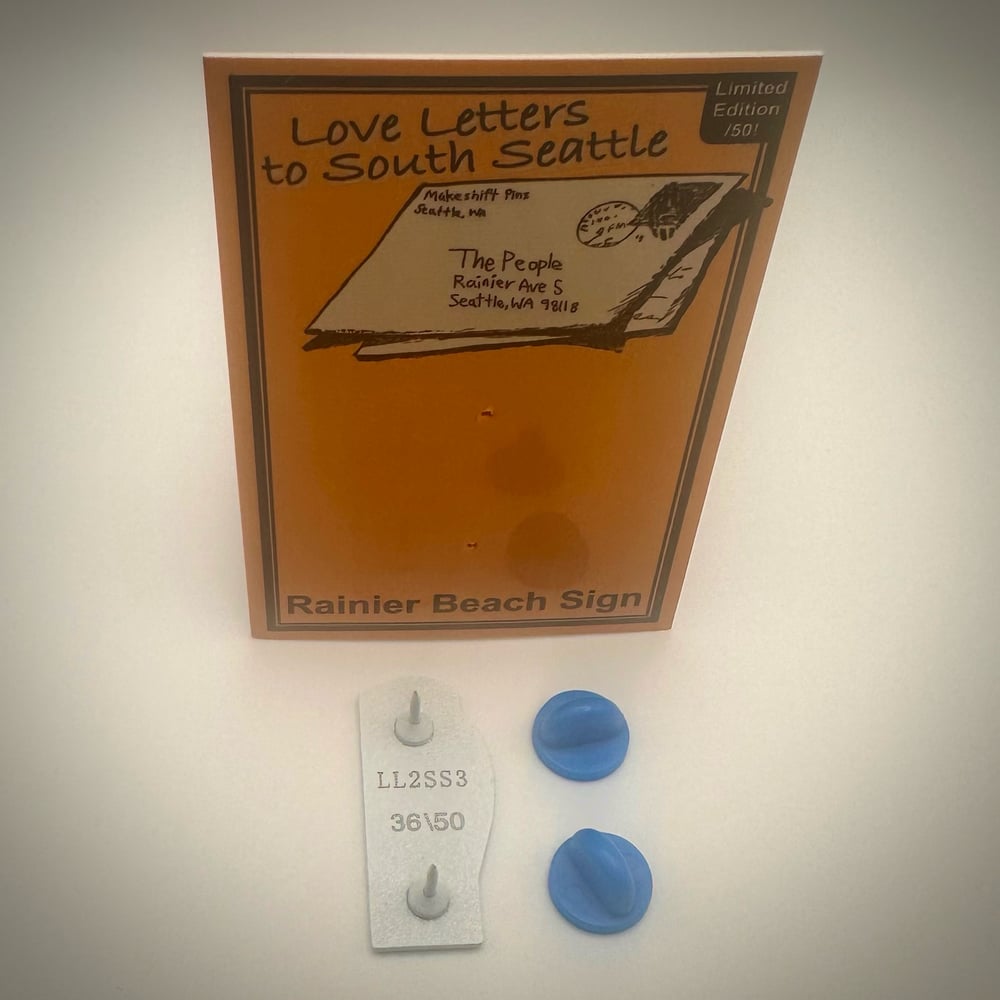 Limited
Edition
/50!
Love Letters
to South Seattle
Makeshift Pins
Seattle, WA
The People
Rainier Ave S
Seattle, WA 98118
Rainier Beach Sign
LL2SS3
36\50